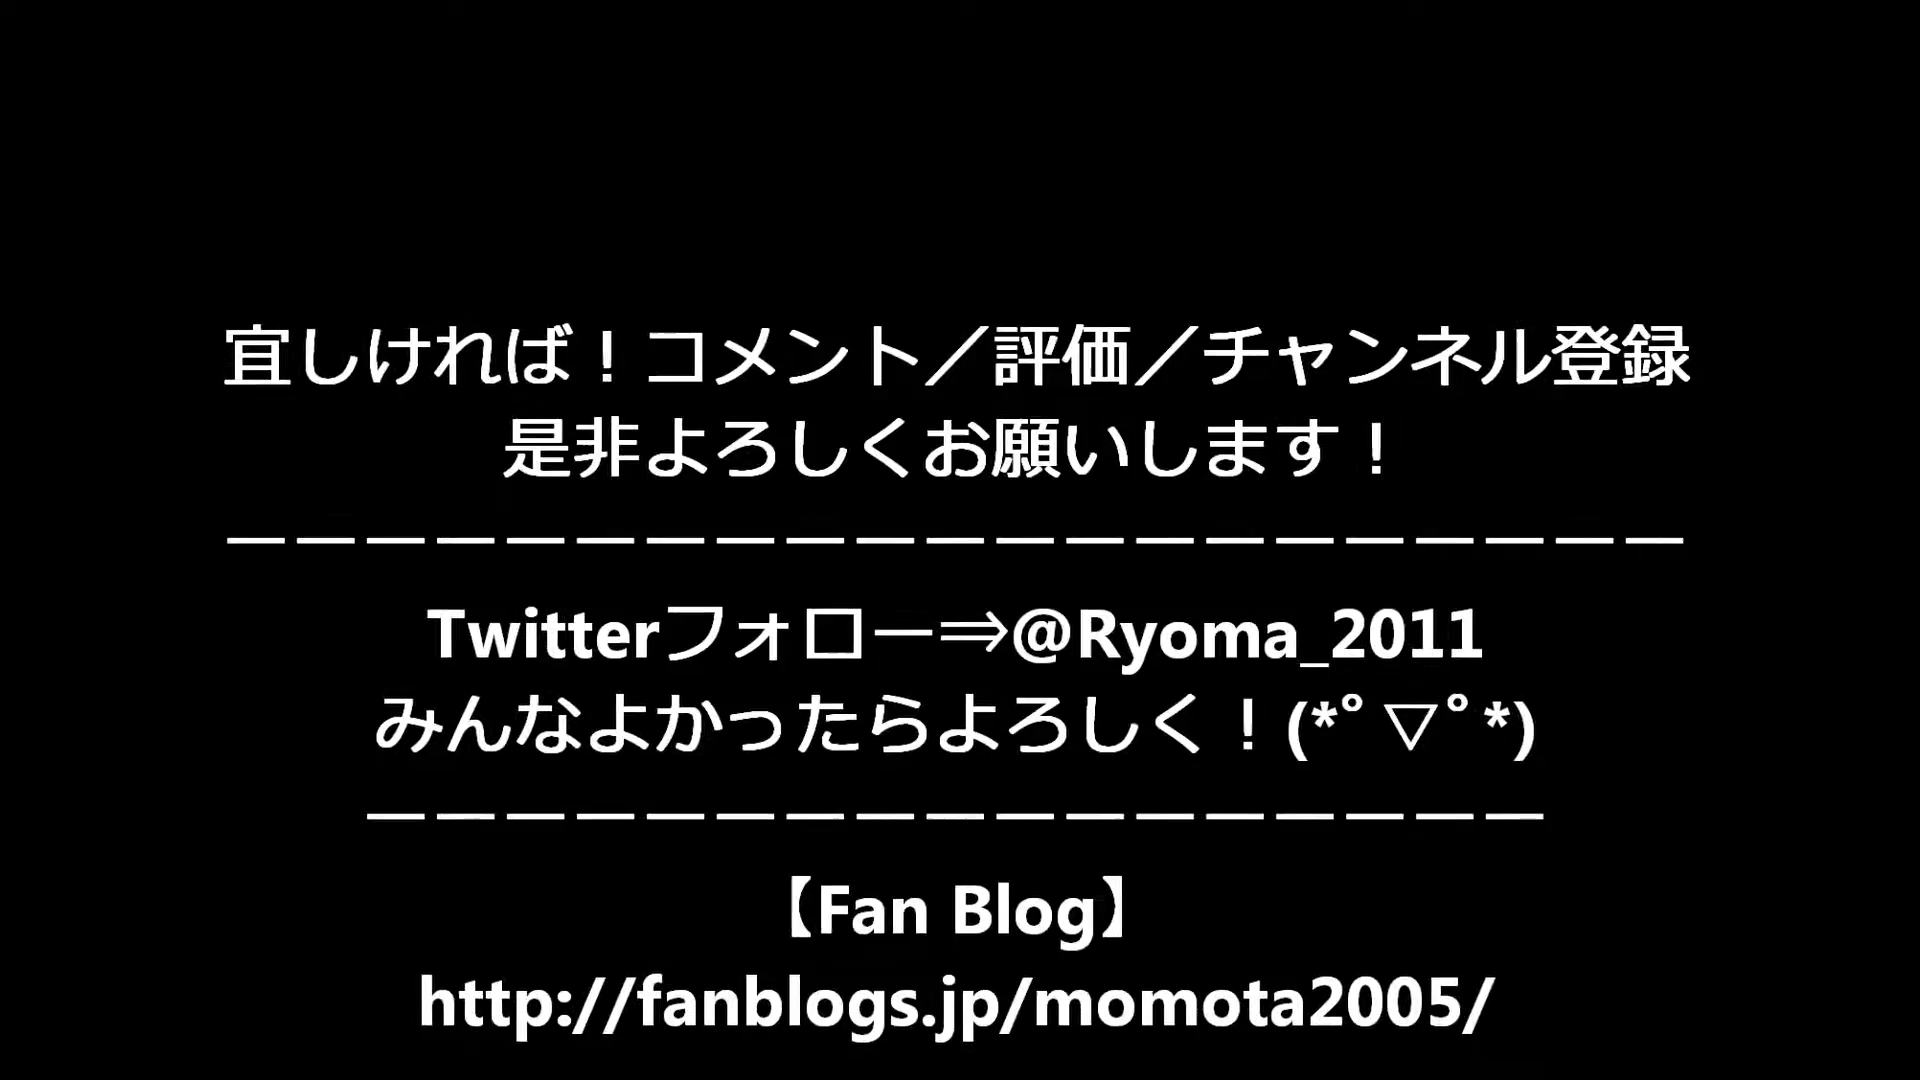 宜しければ！コメント／評価／チャンネル登録
是非よろしくお願いします！
ーーーーーーーーーーーーーーーーーーーーー
Twitterフォロー⇒@Ryoma_2011
みんなよかったらよろしく！(*ﾟ▽ﾟ*)
ーーーーーーーーーーーーーーーーー
【Fan Blog】
http://fanblogs.jp/momota2005/